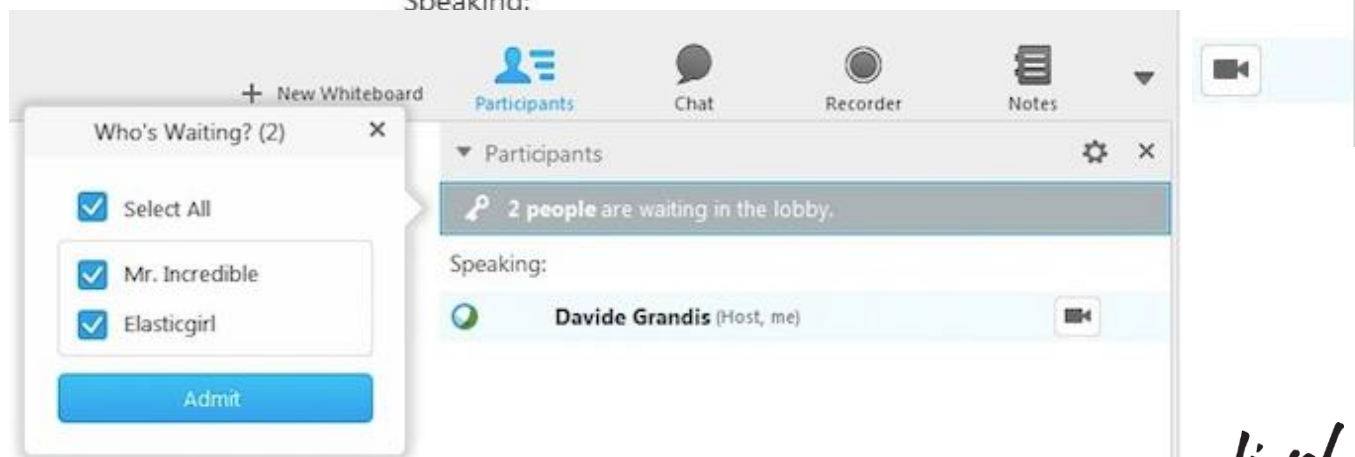 Speaking:
+ New Whiteboard
Participants
Chat
Recorder
Notes
Who's Waiting? (2)
Select All
Mr. Incredible
Elasticgirl
Admit
Participants
2 people are waiting in the lobby.
Speaking:
Davide Grandis (Host, me)